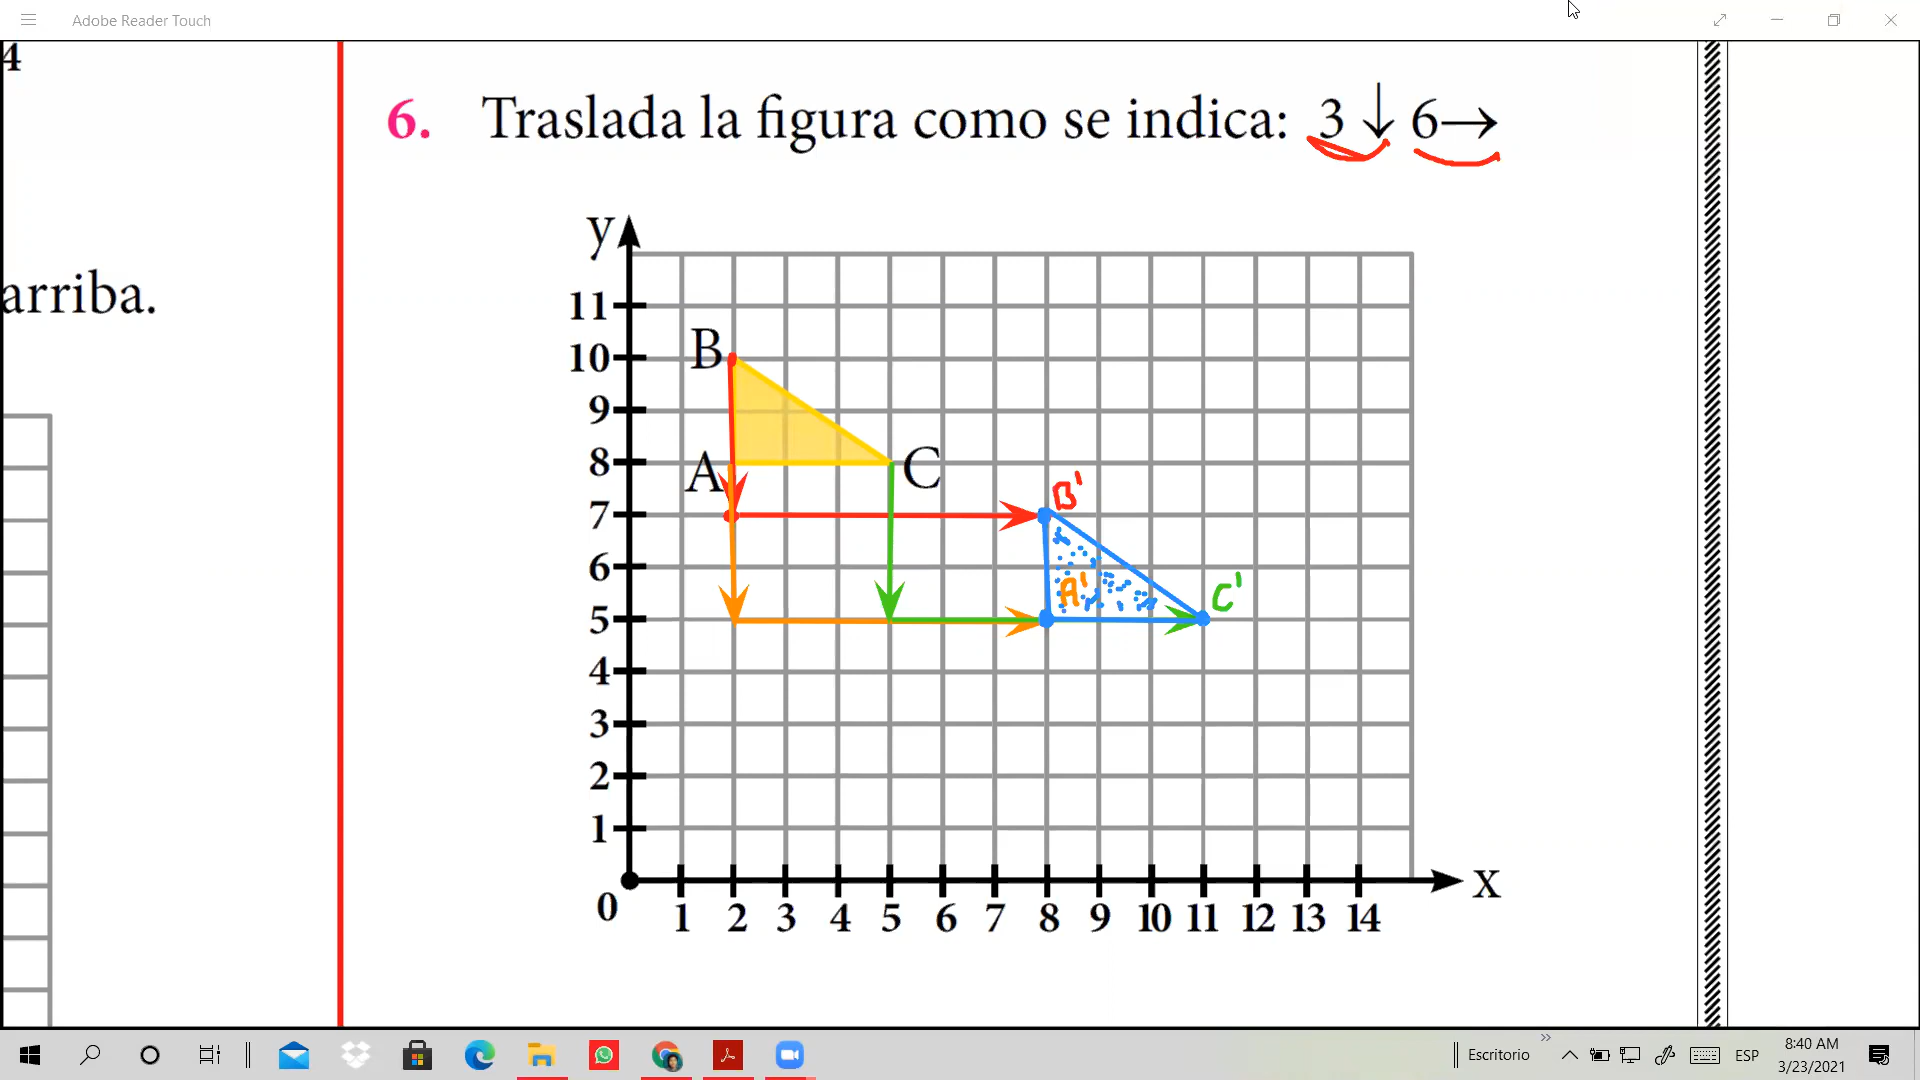 Adobe Reader Touch
4
6. Traslada la figura como se indica: 3 ↓ 6→
arriba.
y
11
10
9
8
7
6
5
4
3
2
1
B
A
C
B'
A'
C'
0
1 2 3 4 5 6 7 8 9 10 11 12 13 14
x
Escritorio
ESP
8:40 AM
3/23/2021